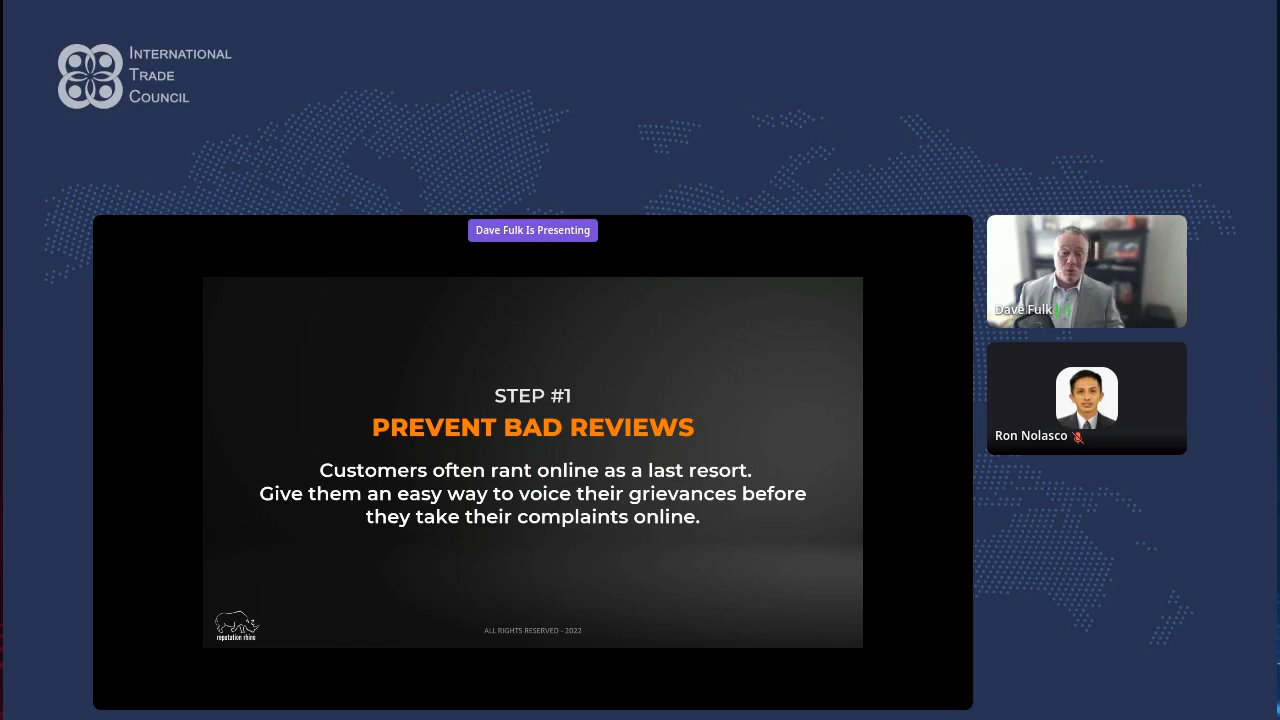 INTERNATIONAL
TRADE
COUNCIL
Dave Fulk Is Presenting
STEP #1
PREVENT BAD REVIEWS
Customers often rant online as a last resort.
Give them an easy way to voice their grievances before
they take their complaints online.
reputation rhino
ALL RIGHTS RESERVED - 2022
Dave Fulk
Ron Nolasco